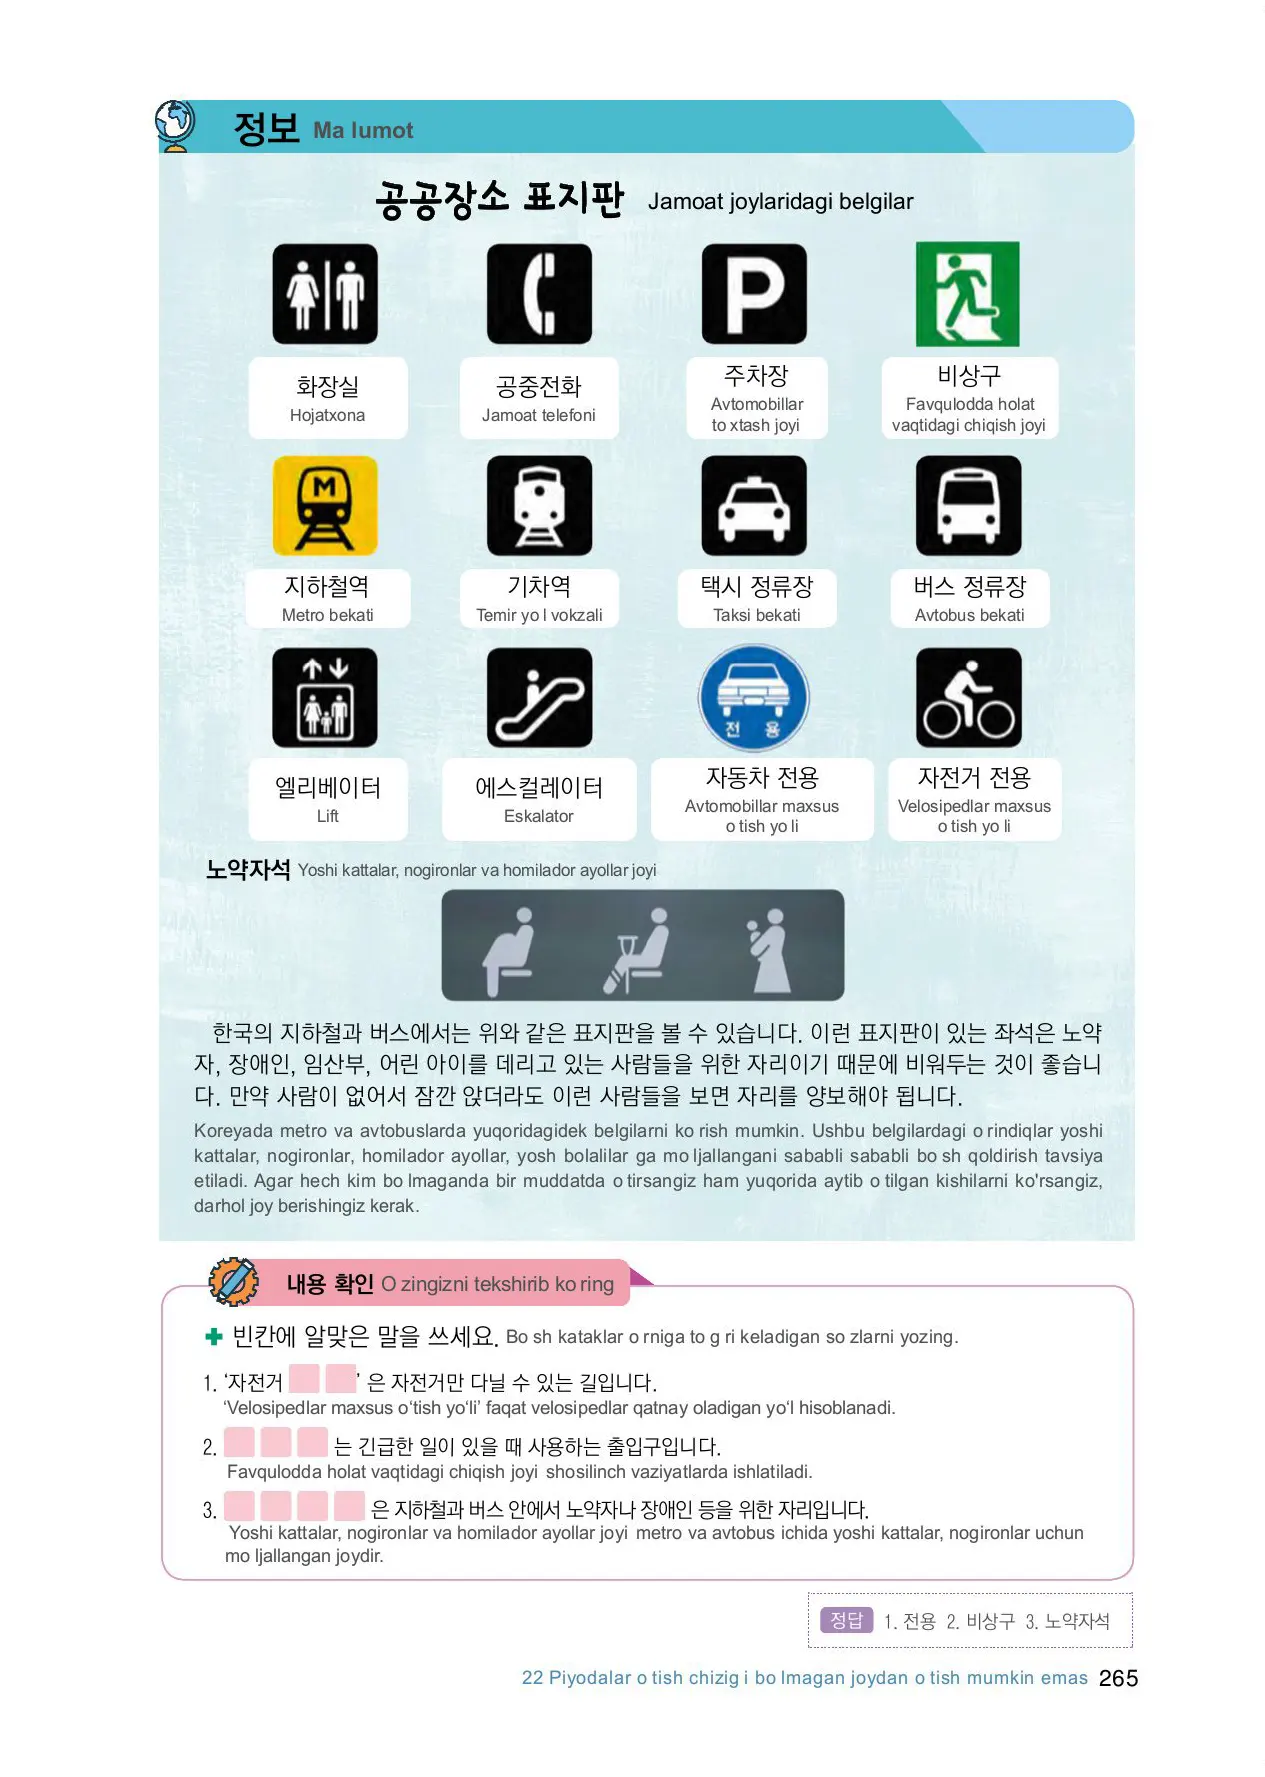 정보 Ma lumot
공공장소 표지판 Jamoat joylaridagi belgilar
P
화장실
Hojatxona
공중전화
Jamoat telefoni
주차장
Avtomobillar
to xtash joyi
비상구
Favqulodda holat
vaqtidagi chiqish joyi
M
지하철역
Metro bekati
기차역
Temir yo l vokzali
택시 정류장
Taksi bekati
버스 정류장
Avtobus bekati
전 용
엘리베이터
Lift
에스컬레이터
Eskalator
자동차 전용
Avtomobillar maxsus
o tish yo li
자전거 전용
Velosipedlar maxsus
o tish yo li
노약자석 Yoshi kattalar, nogironlar va homilador ayollar joyi
한국의 지하철과 버스에서는 위와 같은 표지판을 볼 수 있습니다. 이런 표지판이 있는 좌석은 노약
자, 장애인, 임산부, 어린 아이를 데리고 있는 사람들을 위한 자리이기 때문에 비워두는 것이 좋습니
다. 만약 사람이 없어서 잠깐 앉더라도 이런 사람들을 보면 자리를 양보해야 됩니다.
Koreyada metro va avtobuslarda yuqoridagidek belgilarni ko rish mumkin. Ushbu belgilardagi o rindiqlar yoshi
kattalar, nogironlar, homilador ayollar, yosh bolalilar ga mo ljallangani sababli sababli bo sh qoldirish tavsiya
etiladi. Agar hech kim bo lmaganda bir muddatda o tirsangiz ham yuqorida aytib o tilgan kishilarni ko'rsangiz,
darhol joy berishingiz kerak.
내용 확인 O zingizni tekshirib ko ring
빈칸에 알맞은 말을 쓰세요. Bo sh kataklar o rniga to g ri keladigan so zlarni yozing.
1. ‘자전거 ’ 은 자전거만 다닐 수 있는 길입니다.
‘Velosipedlar maxsus o‘tish yo‘li’ faqat velosipedlar qatnay oladigan yo‘l hisoblanadi.
2. 는 긴급한 일이 있을 때 사용하는 출입구입니다.
Favqulodda holat vaqtidagi chiqish joyi shosilinch vaziyatlarda ishlatiladi.
3. 은 지하철과 버스 안에서 노약자나 장애인 등을 위한 자리입니다.
Yoshi kattalar, nogironlar va homilador ayollar joyi metro va avtobus ichida yoshi kattalar, nogironlar uchun
mo ljallangan joydir.
정답 1. 전용 2. 비상구 3. 노약자석
22 Piyodalar o tish chizig i bo lmagan joydan o tish mumkin emas 265